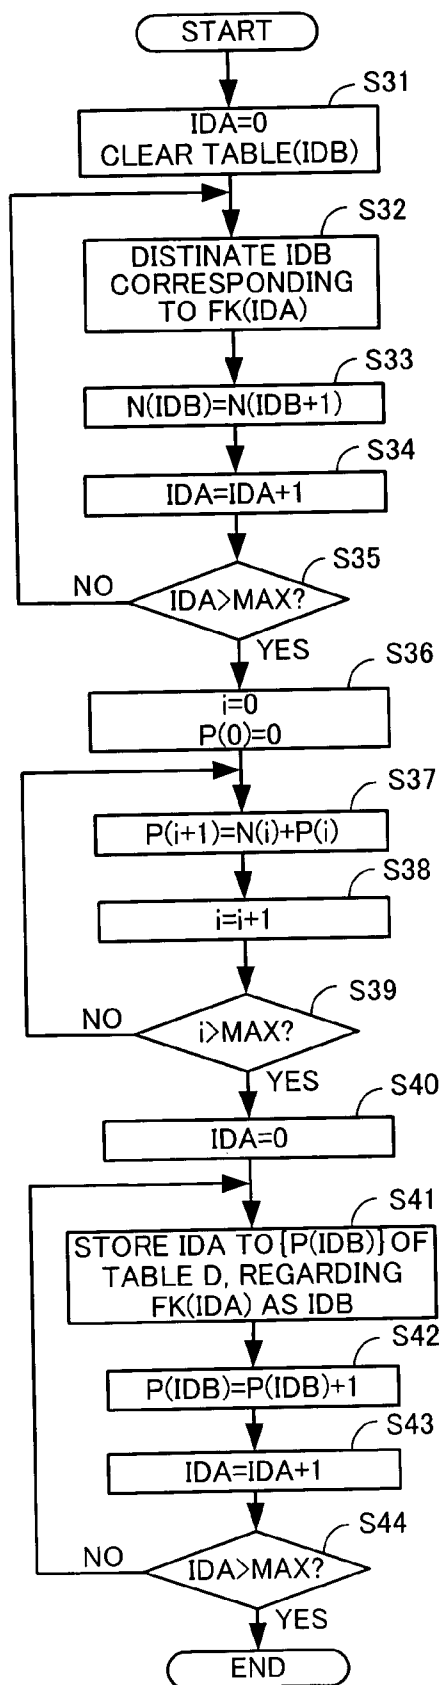 START
S31
IDA=0
CLEAR TABLE(IDB)
S32
DISTINATE IDB
CORRESPONDING
TO FK(IDA)
S33
N(IDB)=N(IDB+1)
S34
IDA=IDA+1
S35
NO
IDA>MAX?
YES
S36
i=0
P(0)=0
S37
P(i+1)=N(i)+P(i)
S38
i=i+1
S39
NO
i>MAX?
YES
S40
IDA=0
S41
STORE IDA TO {P(IDB)} OF
TABLE D, REGARDING
FK(IDA) AS IDB
S42
P(IDB)=P(IDB)+1
S43
IDA=IDA+1
S44
NO
IDA>MAX?
YES
END